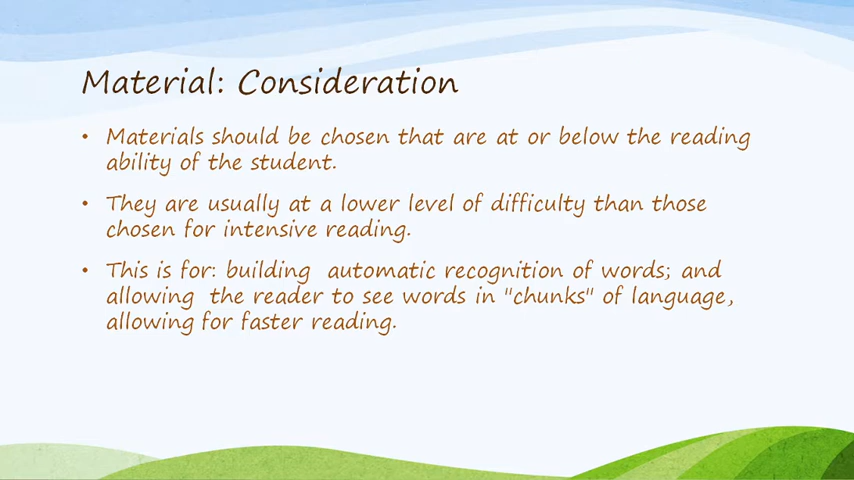 Material: Consideration
• Materials should be chosen that are at or below the reading
ability of the student.
• They are usually at a lower level of difficulty than those
chosen for intensive reading.
• This is for: building  automatic recognition of words; and
allowing  the reader to see words in "chunks" of language,
allowing for faster reading.